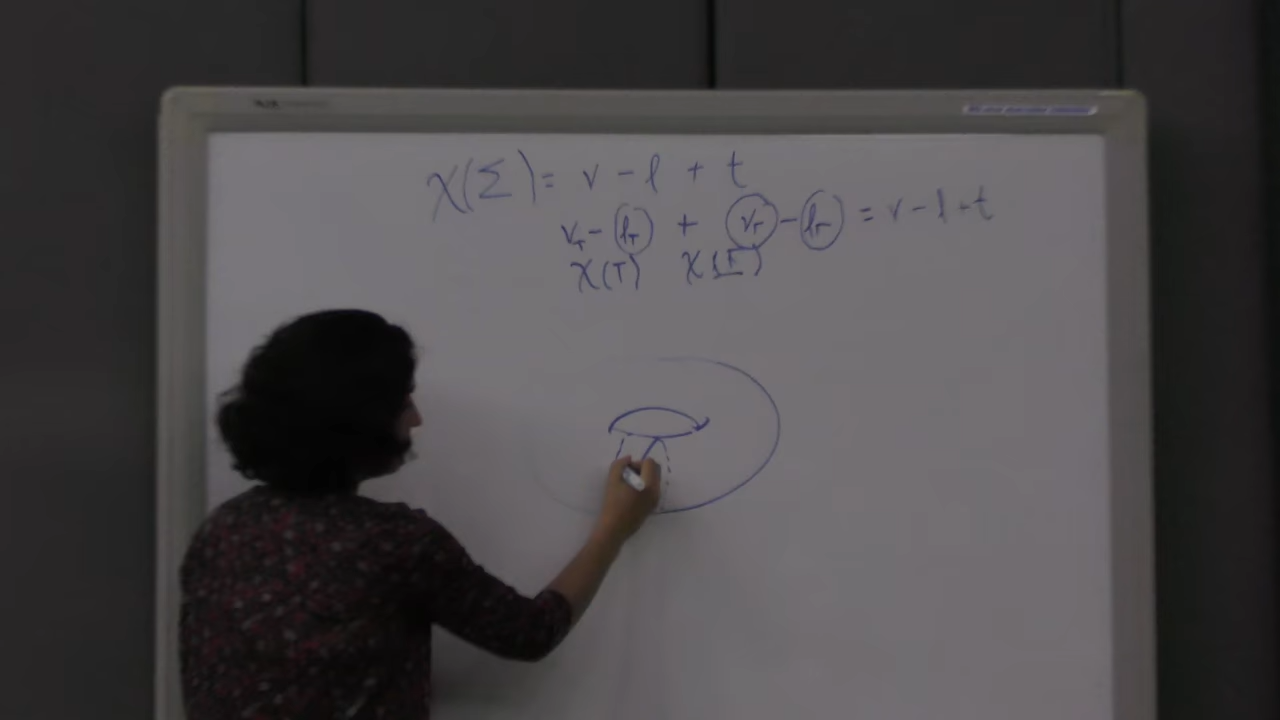 χ(Σ) = v - l + t
v_T - l_T + v_Γ - l_Γ = v - l + t
χ(T) χ(Γ)